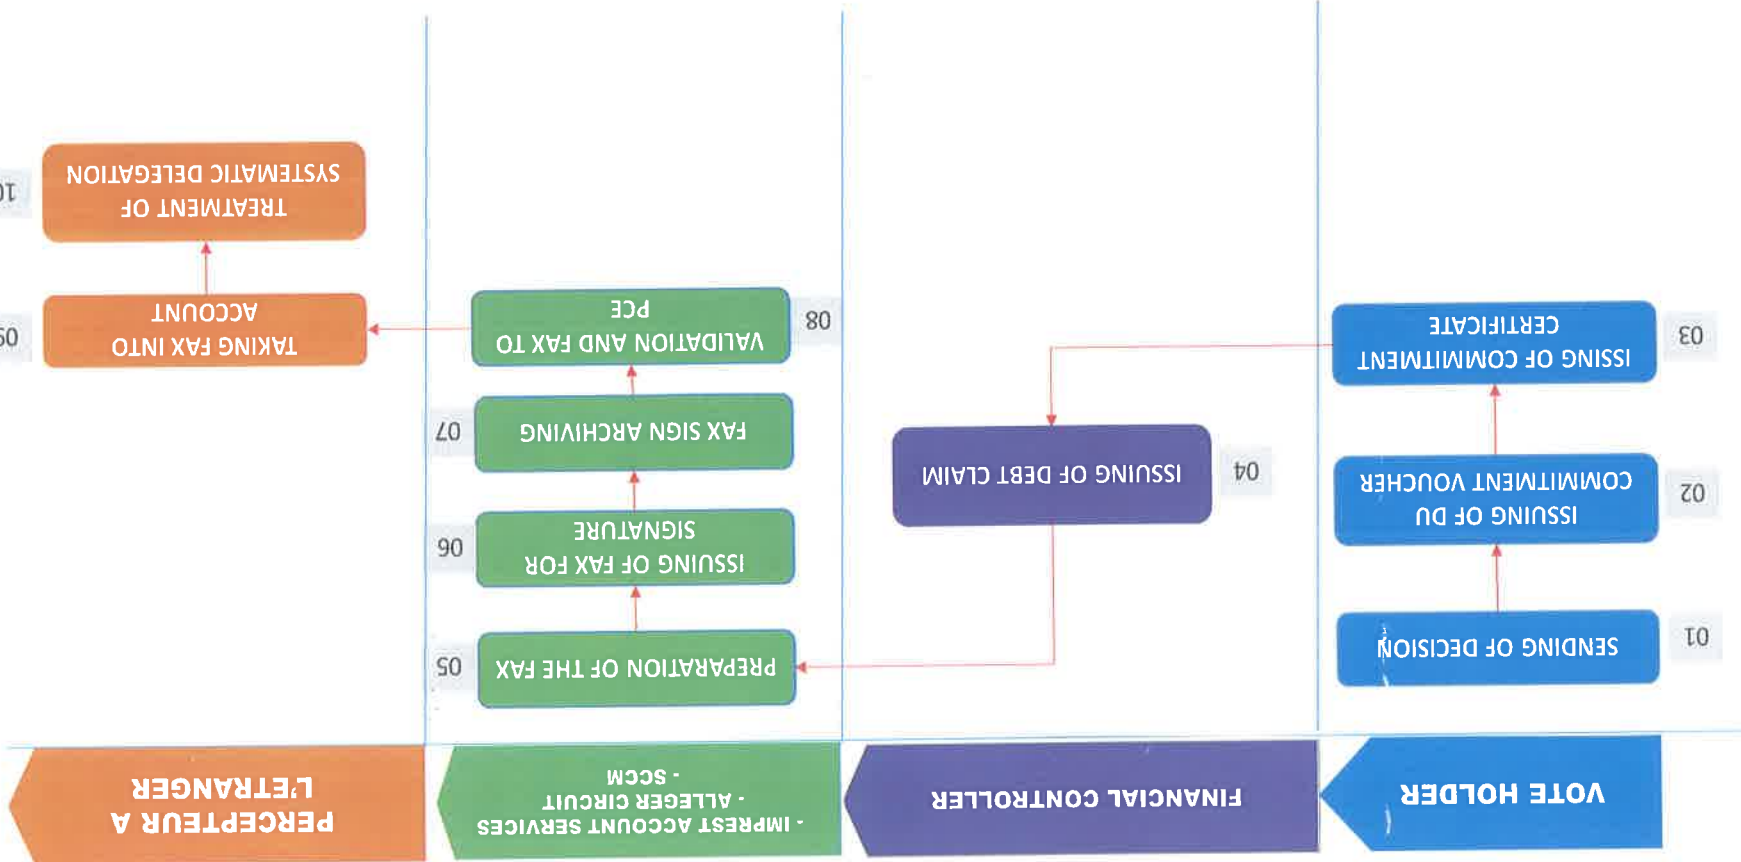 VOTE HOLDER
FINANCIAL CONTROLLER
- IMPREST ACCOUNT SERVICES
- ALLEGER CIRCUIT
- SCCM
PERCEPTEUR A
L'ETRANGER
01
SENDING OF DECISION
02
ISSUING OF DU
COMMITMENT VOUCHER
03
ISSUING OF COMMITMENT
CERTIFICATE
04
ISSUING OF DEBT CLAIM
05
PREPARATION OF THE FAX
06
ISSUING OF FAX FOR
SIGNATURE
07
FAX SIGN ARCHIVING
08
VALIDATION AND FAX TO
PCE
09
TAKING FAX INTO
ACCOUNT
10
TREATMENT OF
SYSTEMATIC DELEGATION